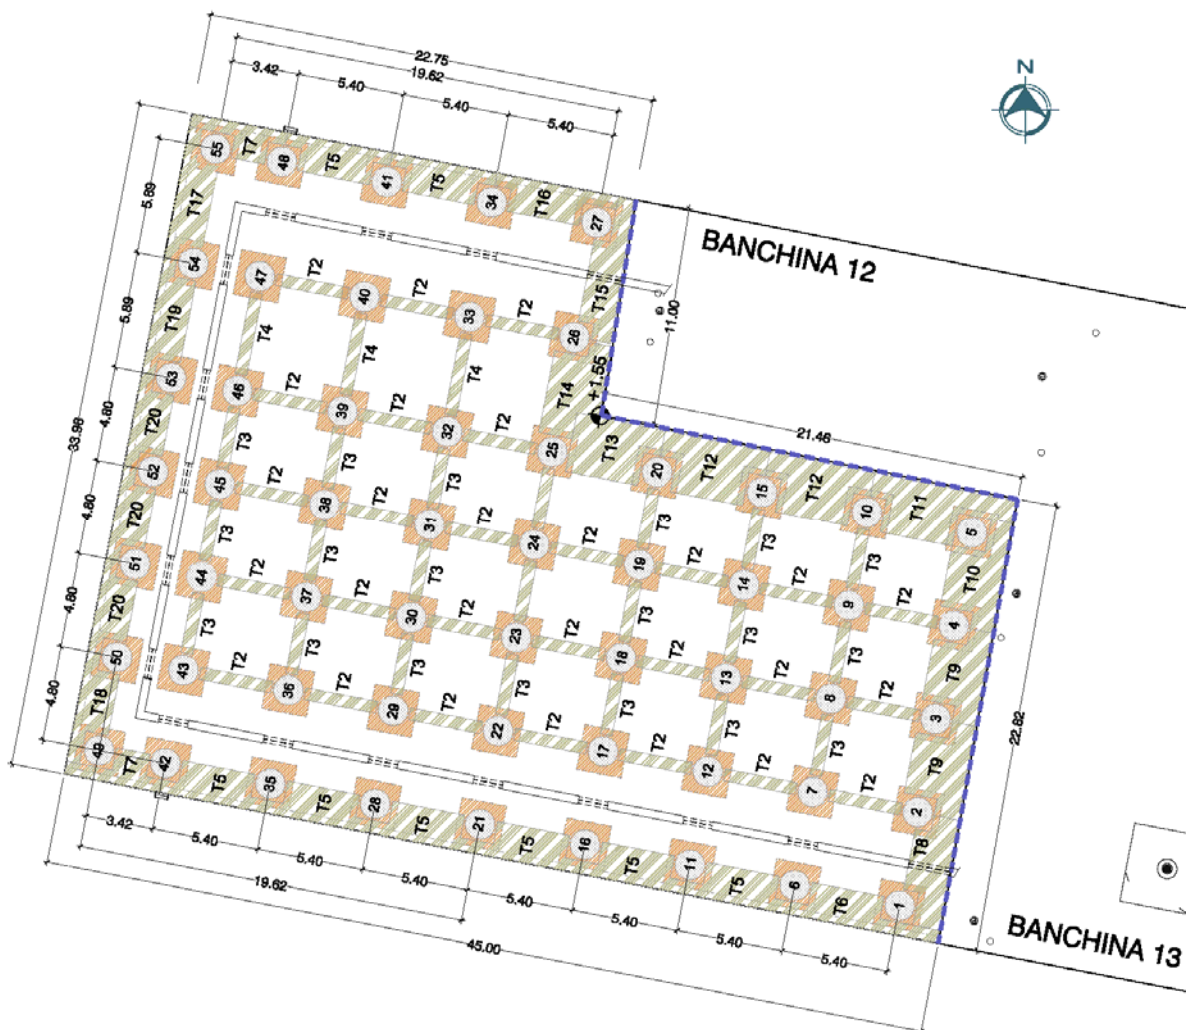 N
22.75
19.62
3.42
5.40
5.40
5.40
BANCHINA 12
55
T7
48
T5
41
T5
34
T16
27
5.89
T17
54
47
T2
40
T2
33
T2
26
T15
11.00
+1.55
5.89
T19
T4
T4
T4
T14
53
46
T2
39
T2
32
T2
25
T13
21.46
33.98
4.80
T20
T3
T3
T3
20
T12
15
T12
10
T11
5
52
45
T2
38
T2
31
T2
24
T2
19
T2
14
T2
9
T2
4
4.80
T20
T3
T3
T3
T3
T3
T3
T10
51
44
T2
37
T2
30
T2
23
T2
18
T2
13
T2
8
T2
3
4.80
T20
T3
T3
T3
T3
T3
T3
T9
22.82
50
43
T2
36
T2
29
T2
22
T2
17
T2
12
T2
7
T2
2
4.80
T18
T3
T3
T9
T8
49
T7
42
T5
35
T5
28
T5
21
T5
16
T5
11
T5
6
T6
1
3.42
5.40
5.40
5.40
5.40
5.40
5.40
5.40
19.62
45.00
BANCHINA 13